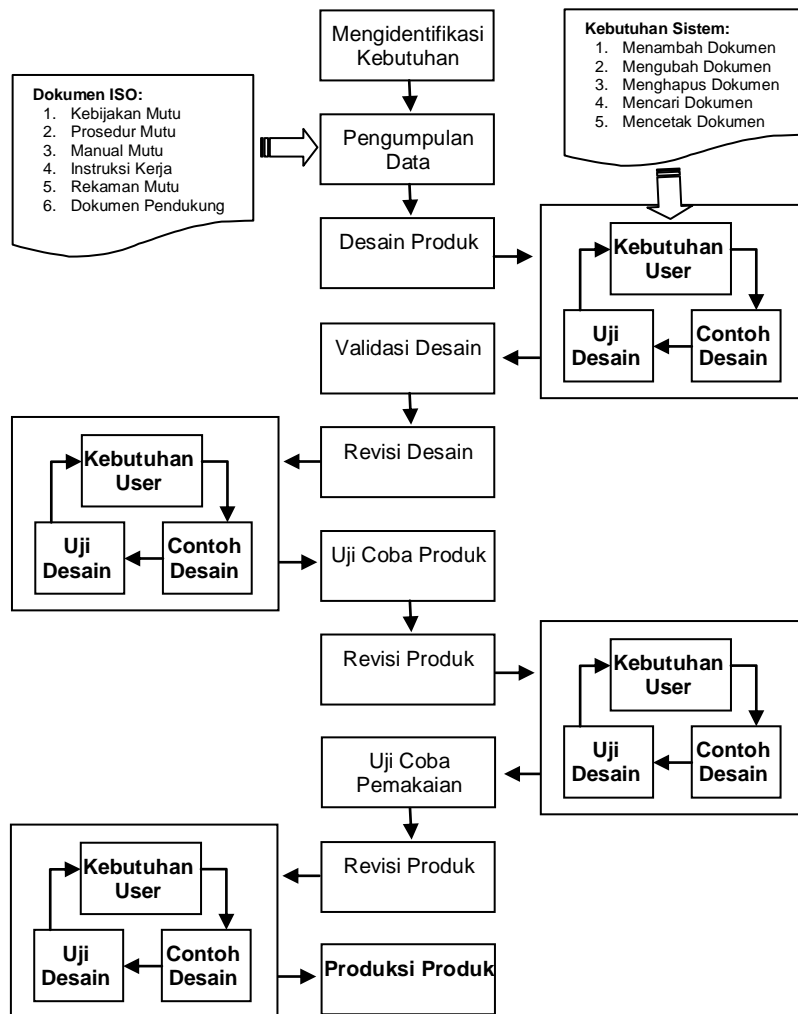 Mengidentifikasi
Kebutuhan
Kebutuhan Sistem:
1. Menambah Dokumen
2. Mengubah Dokumen
3. Menghapus Dokumen
4. Mencari Dokumen
5. Mencetak Dokumen
Dokumen ISO:
1. Kebijakan Mutu
2. Prosedur Mutu
3. Manual Mutu
4. Instruksi Kerja
5. Rekaman Mutu
6. Dokumen Pendukung
Pengumpulan
Data
Desain Produk
Kebutuhan
User
Uji
Desain
Contoh
Desain
Validasi Desain
Revisi Desain
Kebutuhan
User
Uji
Desain
Contoh
Desain
Uji Coba Produk
Revisi Produk
Kebutuhan
User
Uji
Desain
Contoh
Desain
Uji Coba
Pemakaian
Revisi Produk
Kebutuhan
User
Uji
Desain
Contoh
Desain
Produksi Produk